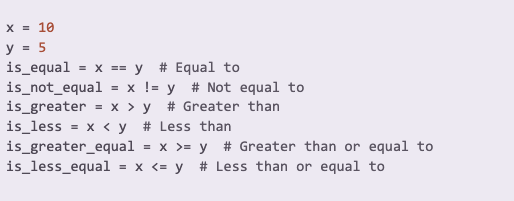 x = 10
y = 5
is_equal = x == y  # Equal to
is_not_equal = x != y  # Not equal to
is_greater = x > y  # Greater than
is_less = x < y  # Less than
is_greater_equal = x >= y  # Greater than or equal to
is_less_equal = x <= y  # Less than or equal to